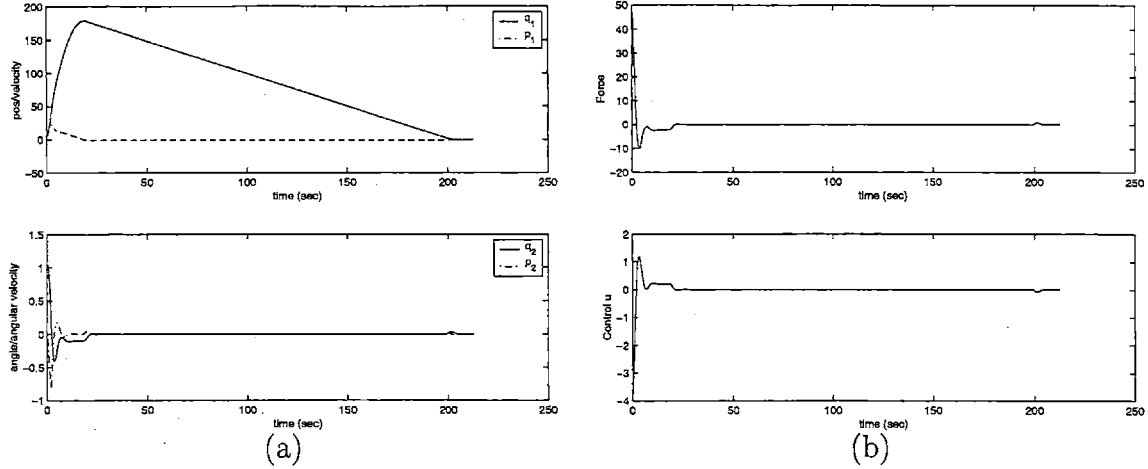 200
150
100
50
0
−50
0 50 100 150 200 250
pos/velocity
time (sec)
q1
p1
50
40
30
20
10
0
−10
−20
0 50 100 150 200 250
Force
time (sec)
1.5
1
0.5
0
−0.5
−1
0 50 100 150 200 250
angle/angular velocity
time (sec)
q2
p2
2
1
0
−1
−2
−3
−4
0 50 100 150 200 250
Control u
time (sec)
(a)
(b)